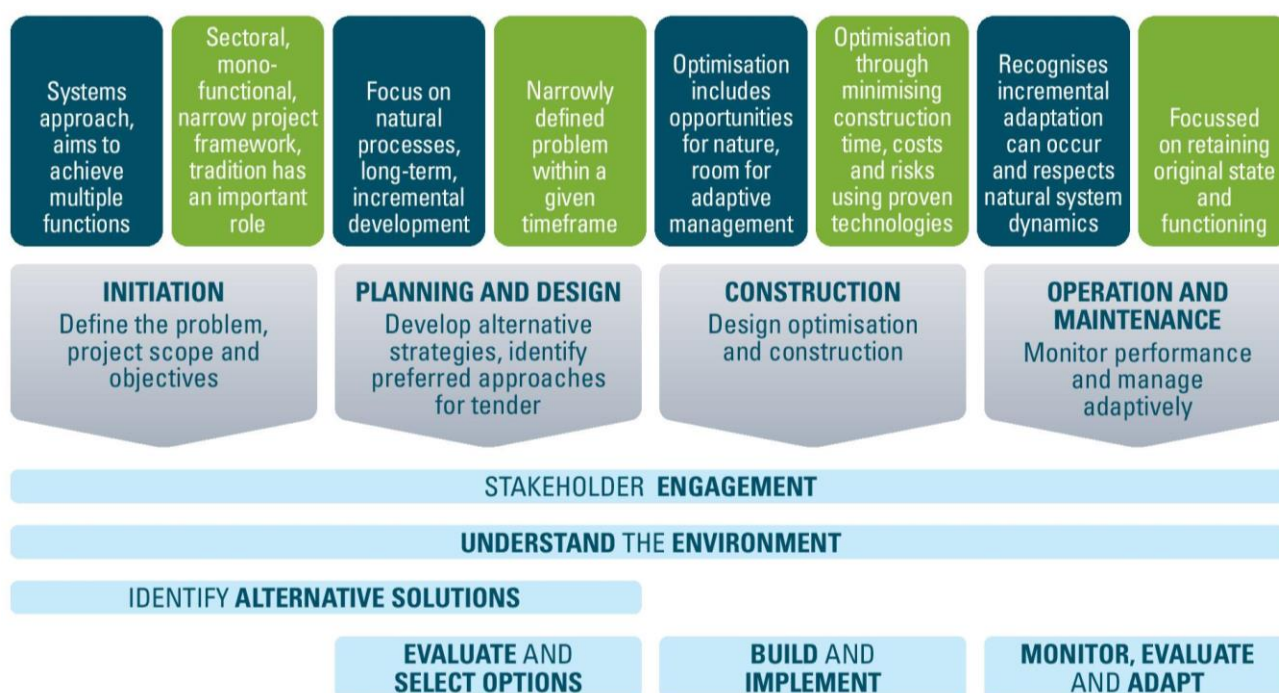 Systems
approach,
aims to
achieve
multiple
functions
Sectoral,
mono-
functional,
narrow project
framework,
tradition has
an important
role
Focus on
natural
processes,
long-term,
incremental
development
Narrowly
defined
problem
within a
given
timeframe
Optimisation
includes
opportunities
for nature,
room for
adaptive
management
Optimisation
through
minimising
construction
time, costs
and risks
using proven
technologies
Recognises
incremental
adaptation
can occur
and respects
natural system
dynamics
Focussed
on retaining
original state
and
functioning
INITIATION
Define the problem,
project scope and
objectives
PLANNING AND DESIGN
Develop alternative
strategies, identify
preferred approaches
for tender
CONSTRUCTION
Design optimisation
and construction
OPERATION AND
MAINTENANCE
Monitor performance
and manage
adaptively
STAKEHOLDER ENGAGEMENT
UNDERSTAND THE ENVIRONMENT
IDENTIFY ALTERNATIVE SOLUTIONS
EVALUATE AND
SELECT OPTIONS
BUILD AND
IMPLEMENT
MONITOR, EVALUATE
AND ADAPT